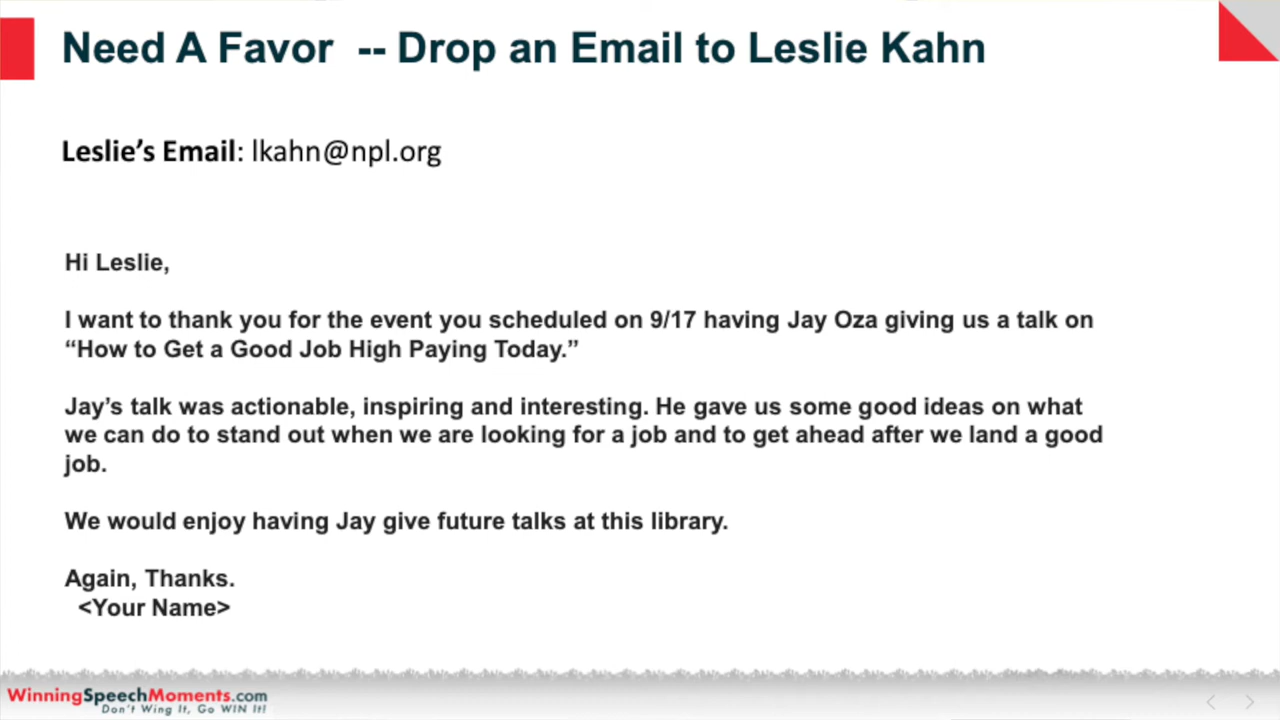 Need A Favor -- Drop an Email to Leslie Kahn
Leslie’s Email: lkahn@npl.org
Hi Leslie,
I want to thank you for the event you scheduled on 9/17 having Jay Oza giving us a talk on
“How to Get a Good Job High Paying Today.”
Jay’s talk was actionable, inspiring and interesting. He gave us some good ideas on what
we can do to stand out when we are looking for a job and to get ahead after we land a good
job.
We would enjoy having Jay give future talks at this library.
Again, Thanks.
<Your Name>
WinningSpeechMoments.com
Don't Wing It, Go WIN It!